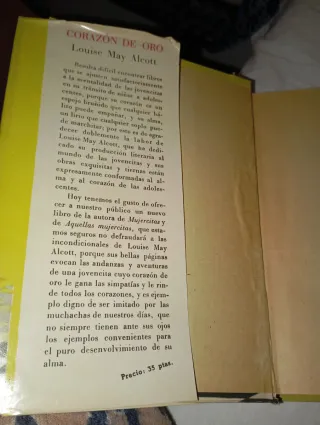 CORAZÓN DE ORO
Louise May Alcott
Resulta difícil encontrar libros
que se ajusten satisfactoriamente
a la mentalidad de las jovencitas
en su tránsito de niñas a adoles-
centes, porque su corazón es un
espejo bruñido que cualquier há-
bito puede empañar, y su alma,
un lirio que cualquier soplo pue-
de marchitar; por esto es de agra-
decer doblemente la labor de
Louise May Alcott, que ha dedi-
cado su producción literaria al
mundo de las jovencitas y sus
obras exquisitas y tiernas están
expresamente conformadas al al-
ma y al corazón de las adoles-
centes.
Hoy tenemos el gusto de ofre-
cer a nuestro público un nuevo
libro de la autora de Mujercitas y
de Aquellas mujercitas, que esta-
mos seguros no defraudará a las
incondicionales de Louise May
Alcott, porque sus bellas páginas
evocan las andanzas y aventuras
de una jovencita cuyo corazón de
oro le gana las simpatías y le rin-
de todos los corazones, y es ejem-
plo digno de ser imitado por las
muchachas de nuestros días, que
no siempre tienen ante sus ojos
los ejemplos convenientes para
el puro desenvolvimiento de su
alma.
Precio: 35 ptas.